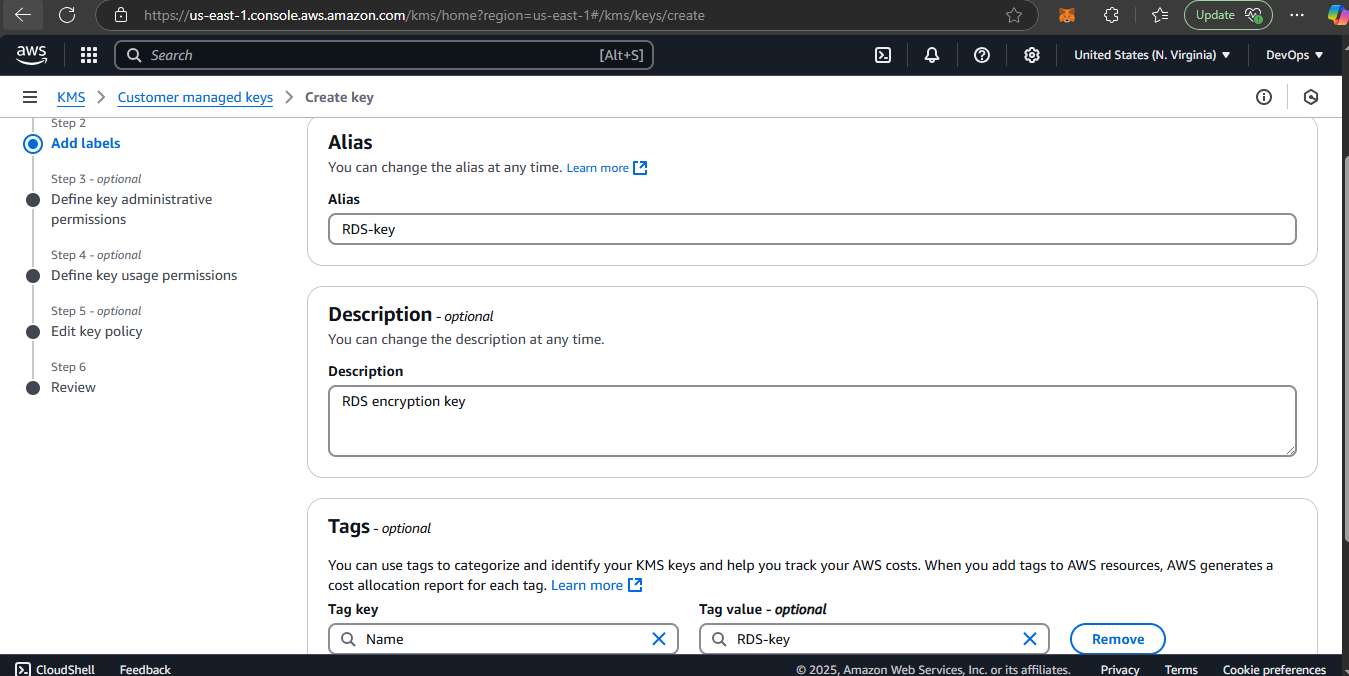 https://us-east-1.console.aws.amazon.com/kms/home?region=us-east-1#/kms/keys/create
Update
aws
Search
[Alt+S]
United States (N. Virginia)
DevOps
KMS
Customer managed keys
Create key
Step 2
Add labels
Step 3 - optional
Define key administrative
permissions
Step 4 - optional
Define key usage permissions
Step 5 - optional
Edit key policy
Step 6
Review
Alias
You can change the alias at any time. Learn more
Alias
RDS-key
Description - optional
You can change the description at any time.
Description
RDS encryption key
Tags - optional
You can use tags to categorize and identify your KMS keys and help you track your AWS costs. When you add tags to AWS resources, AWS generates a
cost allocation report for each tag. Learn more
Tag key
Tag value - optional
Name
RDS-key
Remove
CloudShell
Feedback
© 2025, Amazon Web Services, Inc. or its affiliates.
Privacy
Terms
Cookie preferences